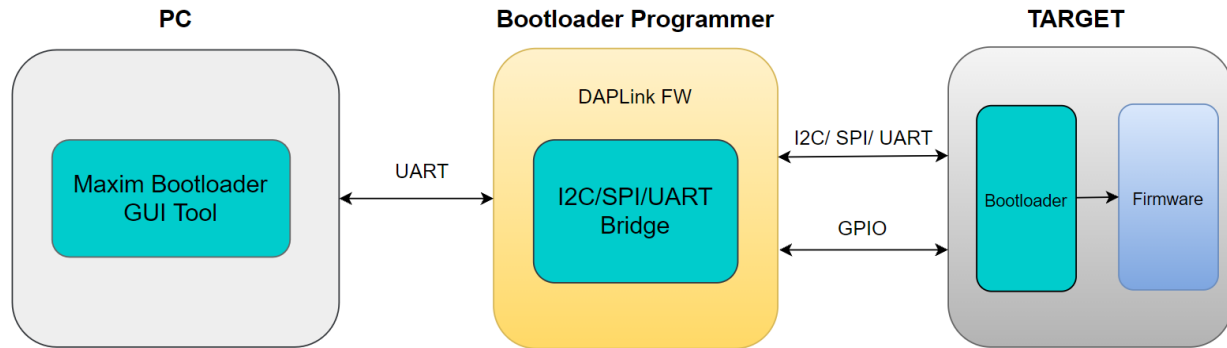 PC
Bootloader Programmer
TARGET
DAPLink FW
Maxim Bootloader
GUI Tool
UART
I2C/SPI/UART
Bridge
I2C/ SPI/ UART
GPIO
Bootloader
Firmware